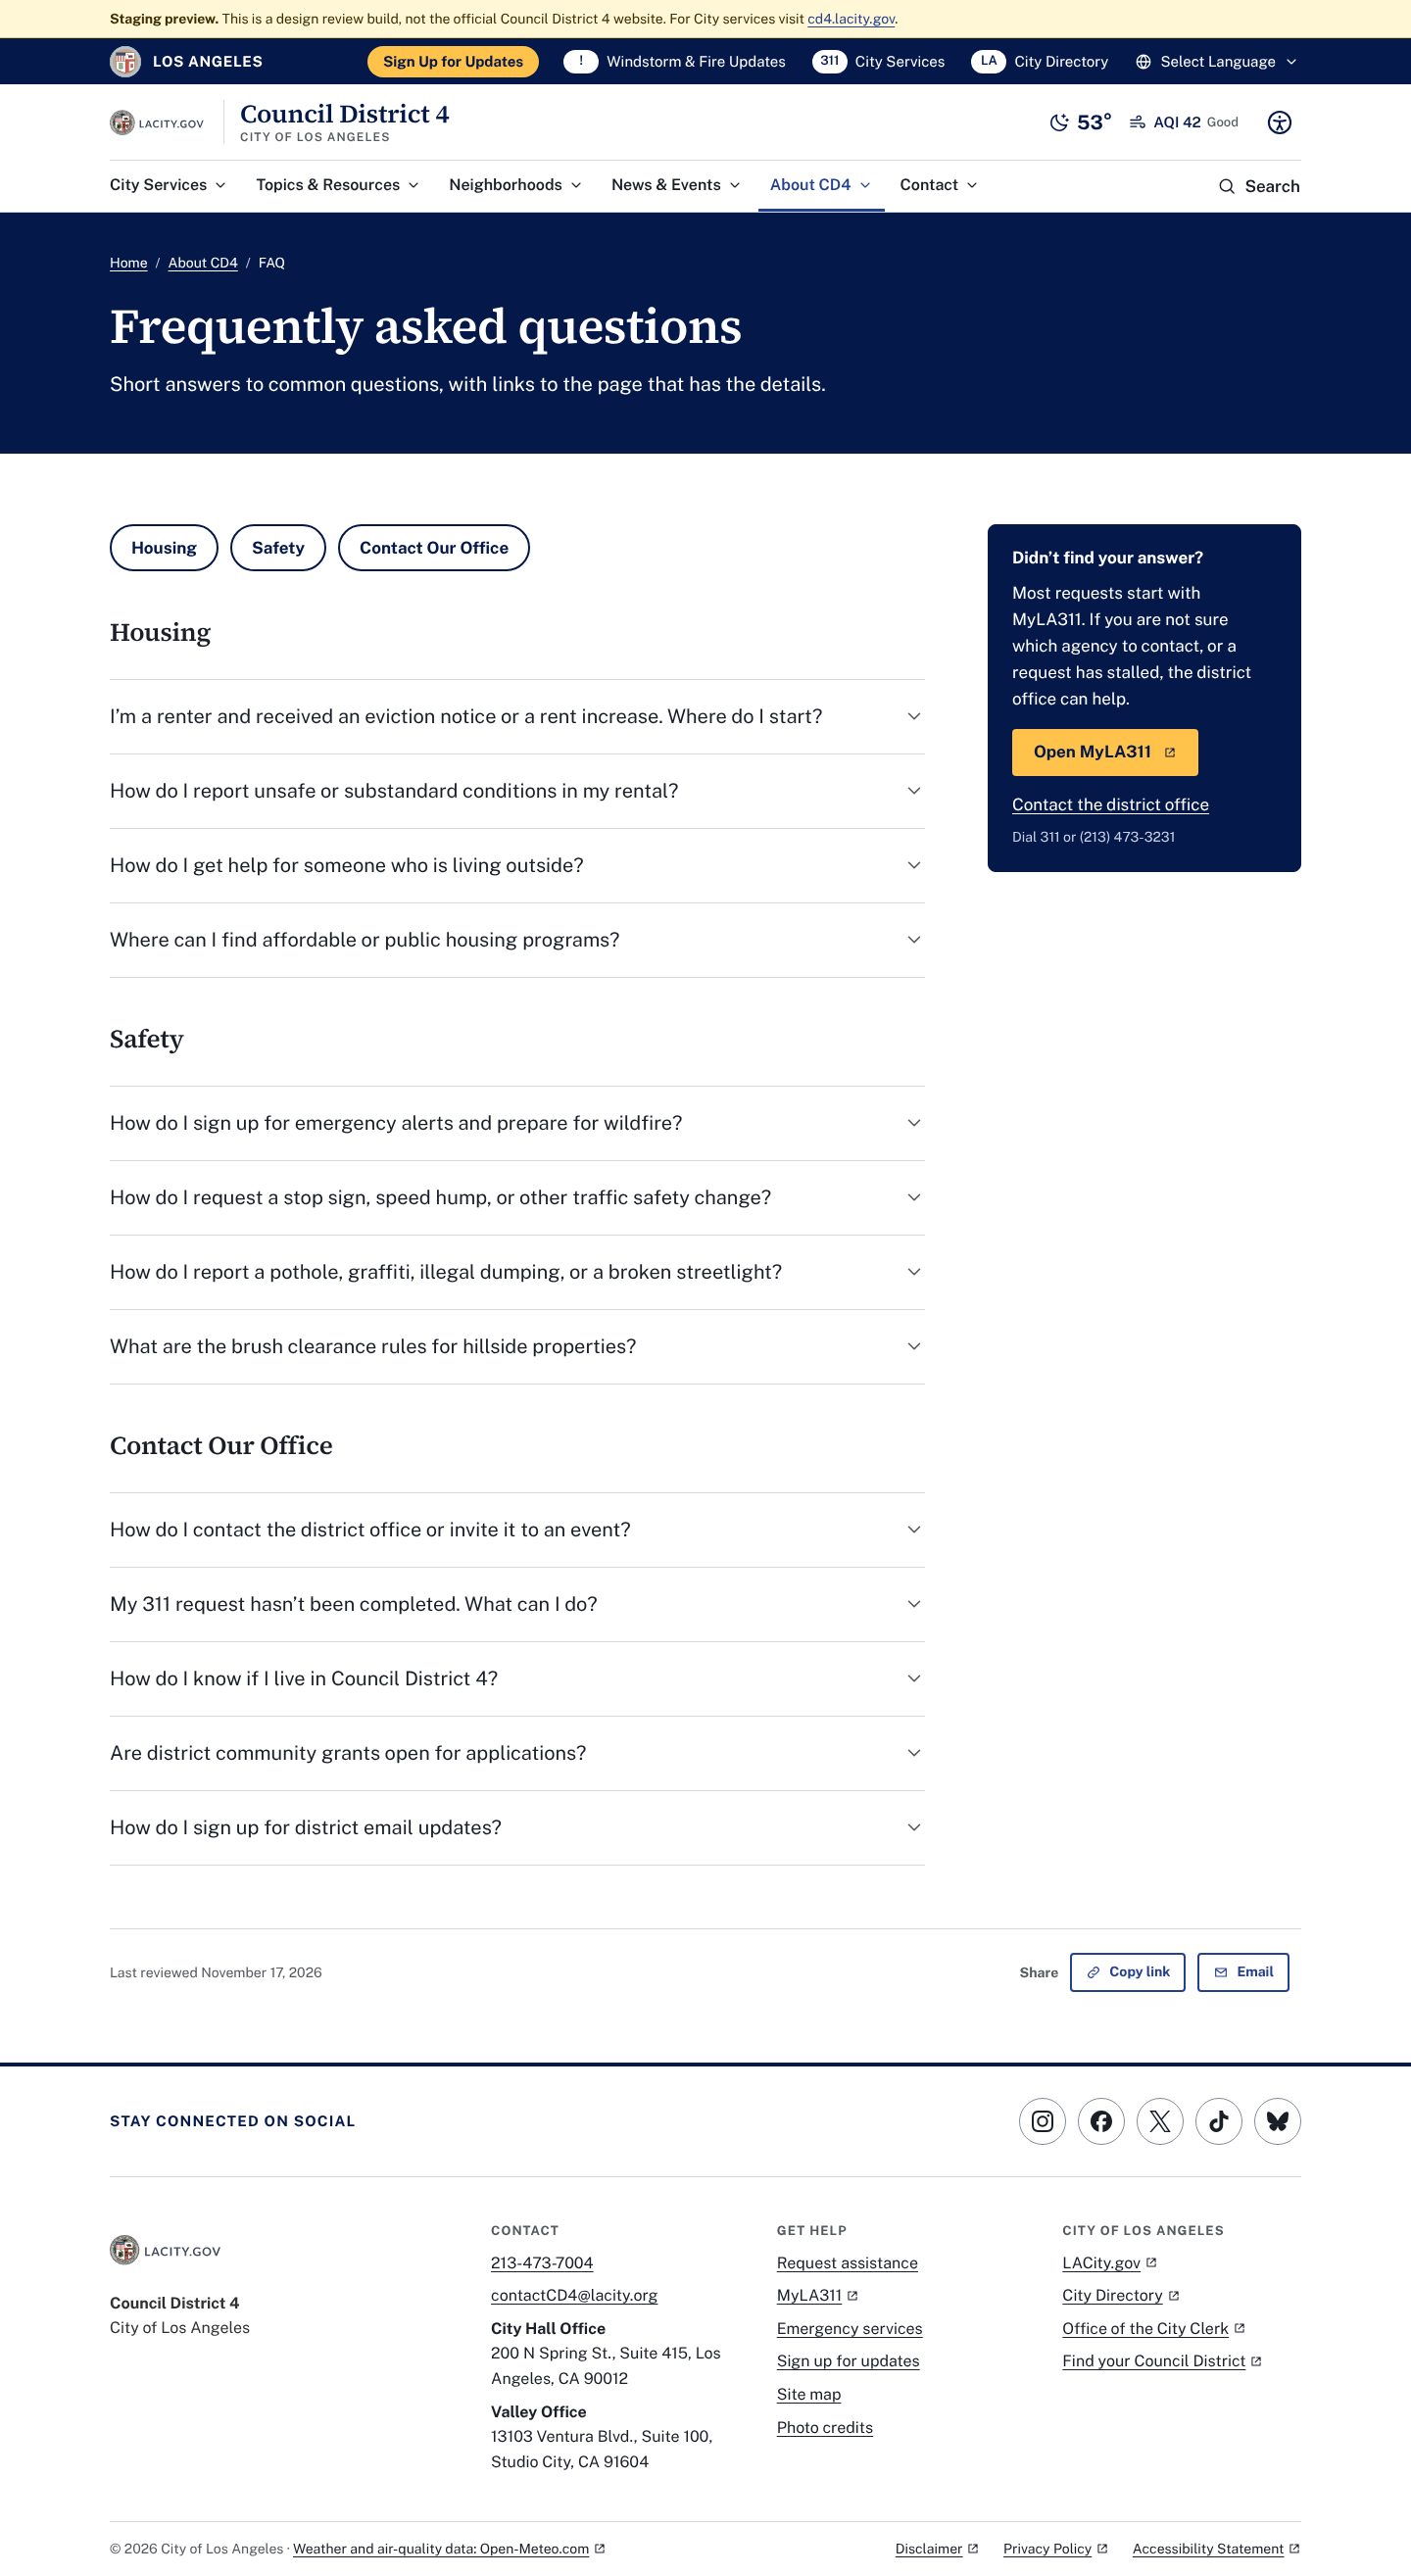 Staging preview. This is a design review build, not the official Council District 4 website. For City services visit cd4.lacity.gov.
LOS ANGELES
Sign Up for Updates
! Windstorm & Fire Updates
311 City Services
LA City Directory
Select Language
LACITY.GOV
Council District 4
CITY OF LOS ANGELES
53°
AQI 42 Good
City Services
Topics & Resources
Neighborhoods
News & Events
About CD4
Contact
Search
Home / About CD4 / FAQ
Frequently asked questions
Short answers to common questions, with links to the page that has the details.
Housing
Safety
Contact Our Office
Housing
I’m a renter and received an eviction notice or a rent increase. Where do I start?
How do I report unsafe or substandard conditions in my rental?
How do I get help for someone who is living outside?
Where can I find affordable or public housing programs?
Safety
How do I sign up for emergency alerts and prepare for wildfire?
How do I request a stop sign, speed hump, or other traffic safety change?
How do I report a pothole, graffiti, illegal dumping, or a broken streetlight?
What are the brush clearance rules for hillside properties?
Contact Our Office
How do I contact the district office or invite it to an event?
My 311 request hasn’t been completed. What can I do?
How do I know if I live in Council District 4?
Are district community grants open for applications?
How do I sign up for district email updates?
Didn’t find your answer?
Most requests start with
MyLA311. If you are not sure
which agency to contact, or a
request has stalled, the district
office can help.
Open MyLA311
Contact the district office
Dial 311 or (213) 473-3231
Last reviewed November 17, 2026
Share
Copy link
Email
STAY CONNECTED ON SOCIAL
LACITY.GOV
Council District 4
City of Los Angeles
CONTACT
213-473-7004
contactCD4@lacity.org
City Hall Office
200 N Spring St., Suite 415, Los
Angeles, CA 90012
Valley Office
13103 Ventura Blvd., Suite 100,
Studio City, CA 91604
GET HELP
Request assistance
MyLA311
Emergency services
Sign up for updates
Site map
Photo credits
CITY OF LOS ANGELES
LACity.gov
City Directory
Office of the City Clerk
Find your Council District
© 2026 City of Los Angeles · Weather and air-quality data: Open-Meteo.com
Disclaimer
Privacy Policy
Accessibility Statement